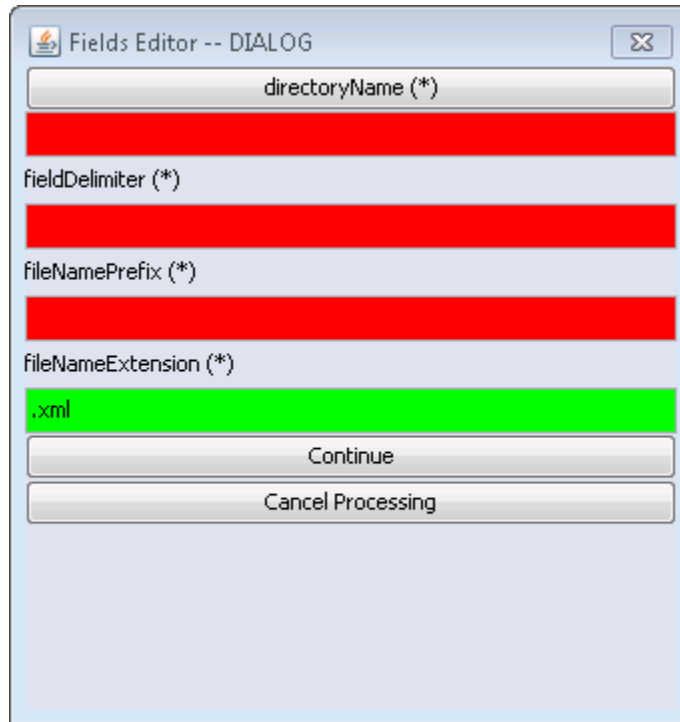 Fields Editor -- DIALOG
directoryName (*)
fieldDelimiter (*)
fileNamePrefix (*)
fileNameExtension (*)
.xml
Continue
Cancel Processing